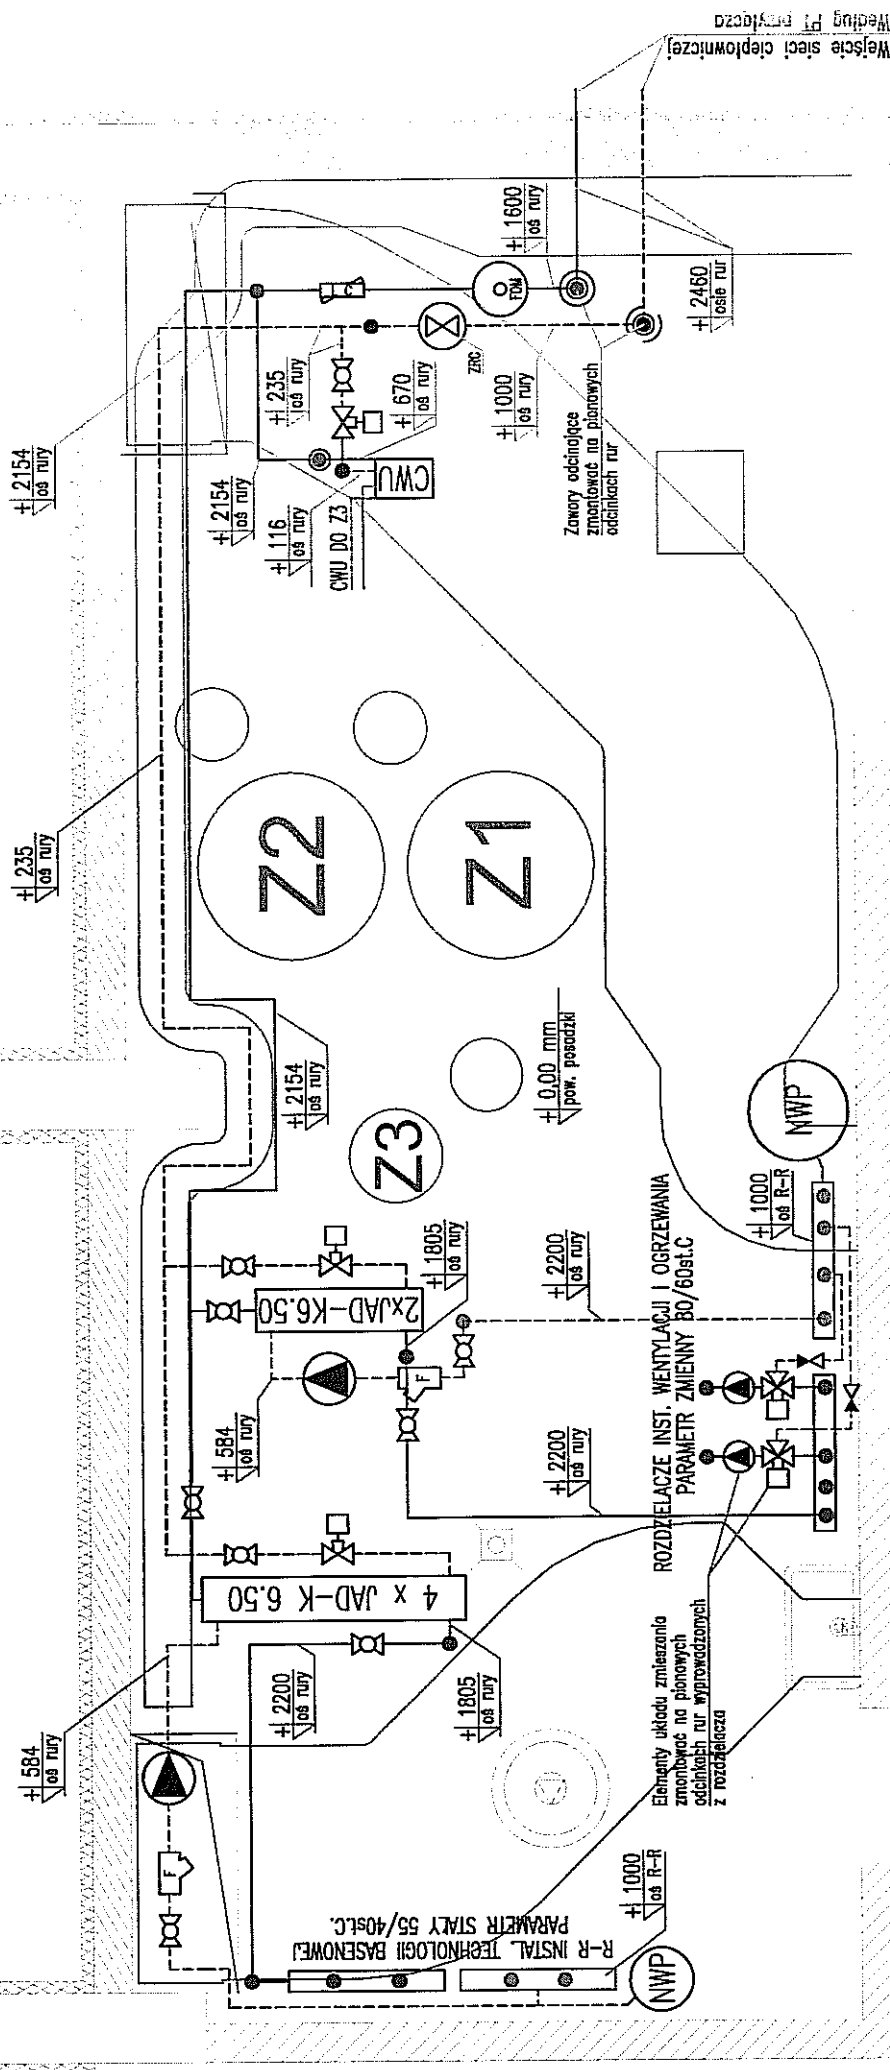 Wejście sieci ciepłowniczej
Według PT przyłącza
+ 2154
oś rury
+ 235
oś rury
+ 2154
oś rury
+ 235
oś rury
+ 116
oś rury
CWU DO Z3
CWU
+ 670
oś rury
C
FQM
ZRC
+ 1600
oś rury
+ 1000
oś rury
+ 2460
osie rur
Zawory odcinające
zmontować na pionowych
odcinkach rur
Z2
Z1
Z3
+ 2154
oś rury
+ 0,00 mm
pow. posadzki
NWP
+ 1000
oś R-R
2xJAD-K6.50
+ 1805
oś rury
+ 584
oś rury
F
+ 2200
oś rury
+ 2200
oś rury
ROZDZIELACZE INST. WENTYLACJI I OGRZEWANIA
PARAMETR ZMIENNY 80/60st.C
4 x JAD-K 6.50
+ 2200
oś rury
+ 1805
oś rury
+ 584
oś rury
F
Elementy układu zmieszania
zmontować na pionowych
odcinkach rur wyprowadzonych
z rozdzielacza
R-R INSTAL. TECHNOLOGII BASENOWEJ
PARAMETR STAŁY 55/40st.C.
+ 1000
oś R-R
NWP